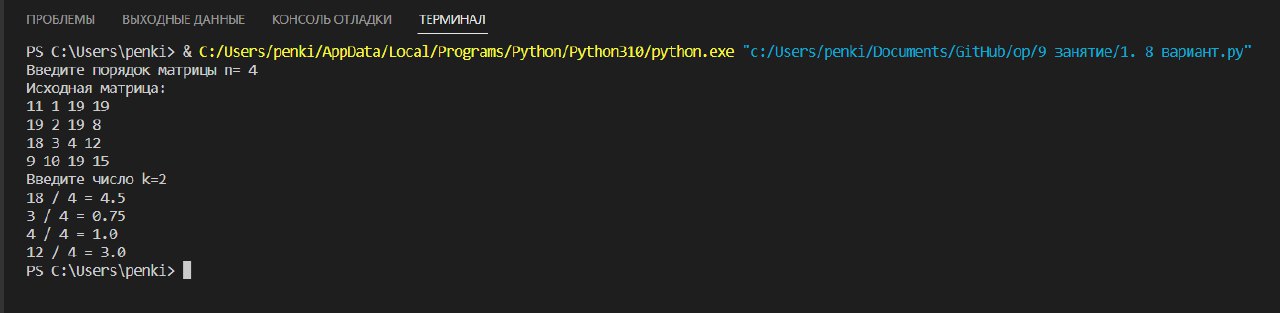 ПРОБЛЕМЫ ВЫХОДНЫЕ ДАННЫЕ КОНСОЛЬ ОТЛАДКИ ТЕРМИНАЛ
PS C:\Users\penki> & C:/Users/penki/AppData/Local/Programs/Python/Python310/python.exe "c:/Users/penki/Documents/GitHub/op/9 занятие/1. 8 вариант.py"
Введите порядок матрицы n= 4
Исходная матрица:
11 1 19 19
19 2 19 8
18 3 4 12
9 10 19 15
Введите число k=2
18 / 4 = 4.5
3 / 4 = 0.75
4 / 4 = 1.0
12 / 4 = 3.0
PS C:\Users\penki>